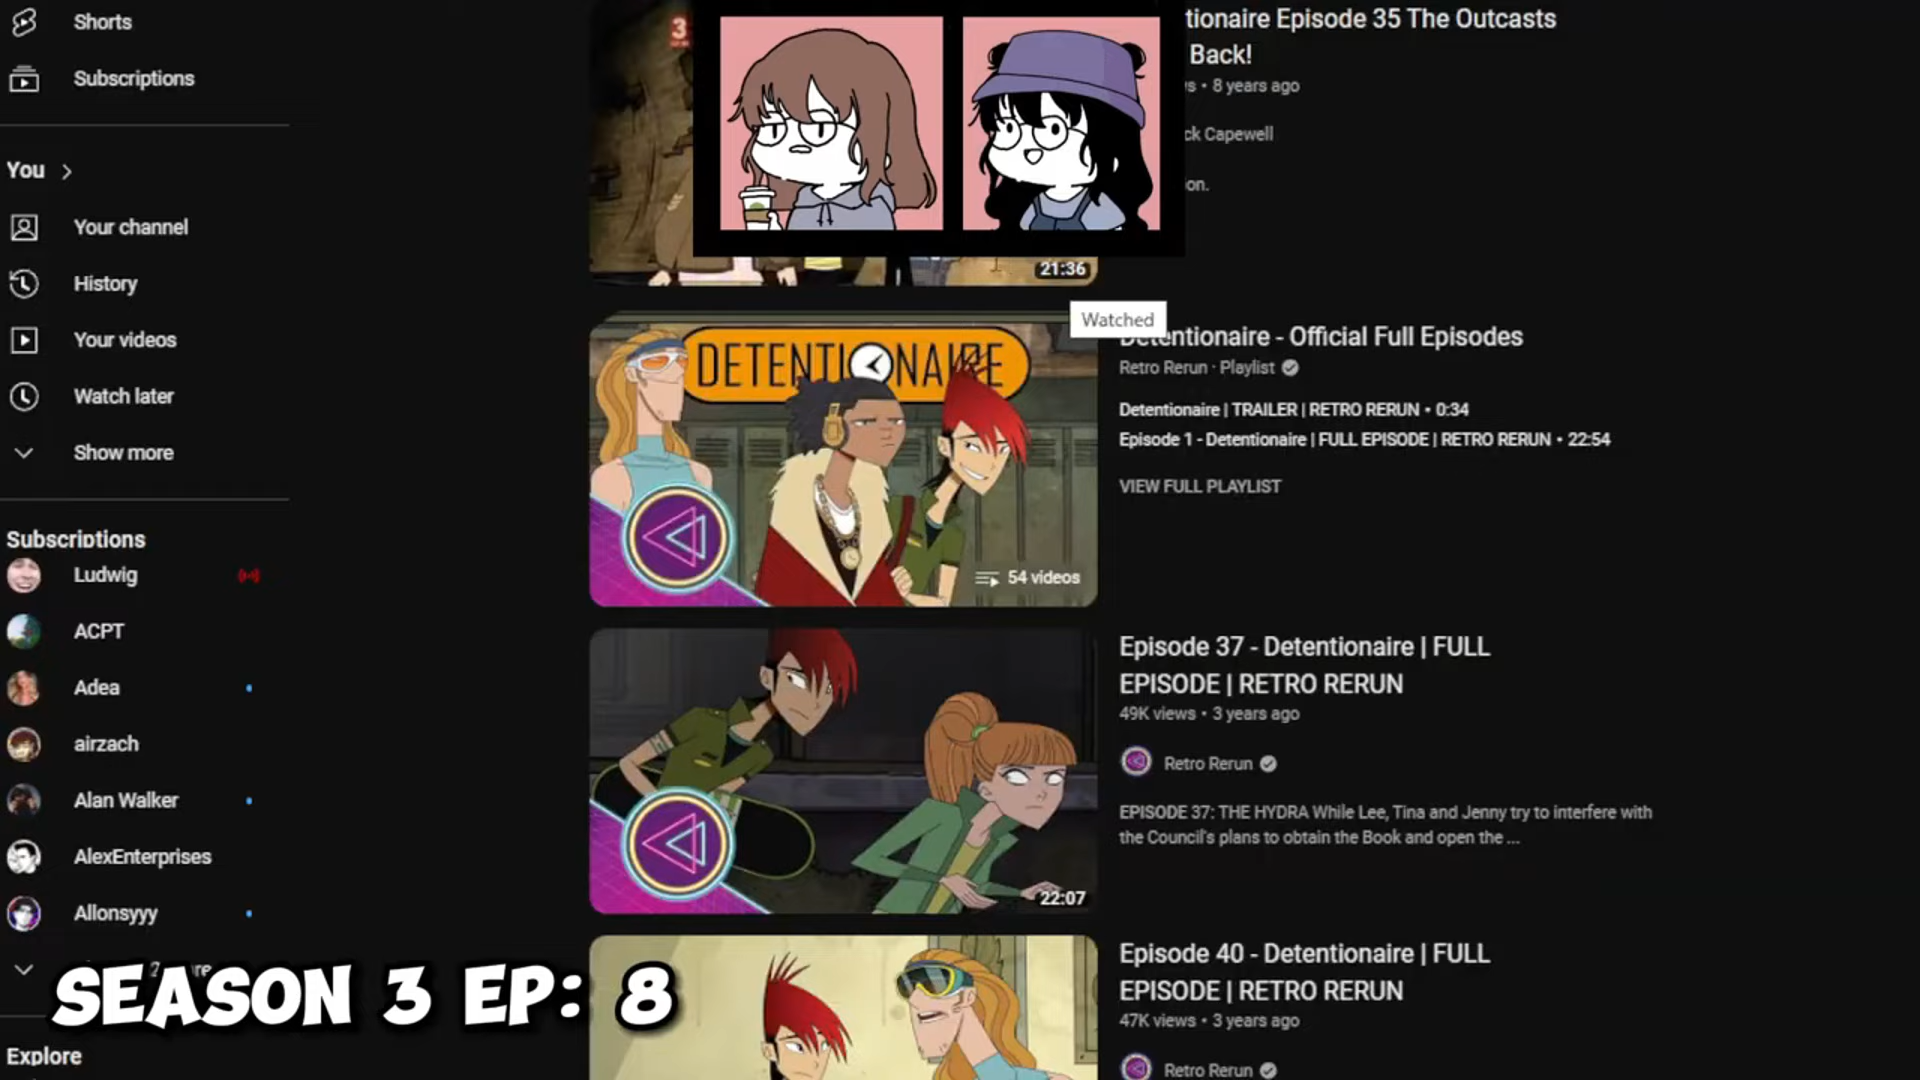 Shorts
Subscriptions
You
Your channel
History
Your videos
Watch later
Show more
Subscriptions
Ludwig
ACPT
Adea
airzach
Alan Walker
AlexEnterprises
Allonsyyy
SEASON 3 EP: 8
Explore
3
tionaire Episode 35 The Outcasts
Back!
s • 8 years ago
ck Capewell
on.
21:36
Watched
DETENTIONAIRE
54 videos
Detentionaire - Official Full Episodes
Retro Rerun · Playlist
Detentionaire | TRAILER | RETRO RERUN • 0:34
Episode 1 - Detentionaire | FULL EPISODE | RETRO RERUN • 22:54
VIEW FULL PLAYLIST
22:07
Episode 37 - Detentionaire | FULL
EPISODE | RETRO RERUN
49K views • 3 years ago
Retro Rerun
EPISODE 37: THE HYDRA While Lee, Tina and Jenny try to interfere with
the Council's plans to obtain the Book and open the ...
Episode 40 - Detentionaire | FULL
EPISODE | RETRO RERUN
47K views • 3 years ago
Retro Rerun